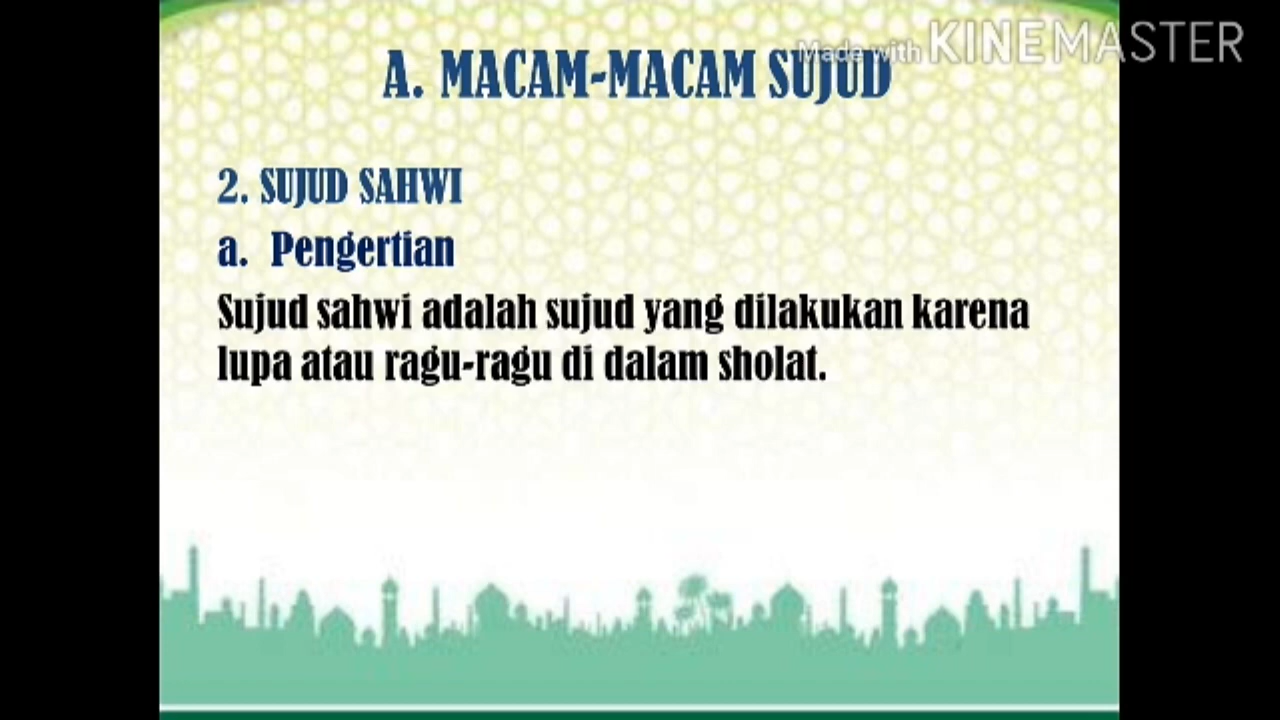 Made with KINEMASTER
A. MACAM-MACAM SUJUD
2. SUJUD SAHWI
a. Pengertian
Sujud sahwi adalah sujud yang dilakukan karena
lupa atau ragu-ragu di dalam sholat.